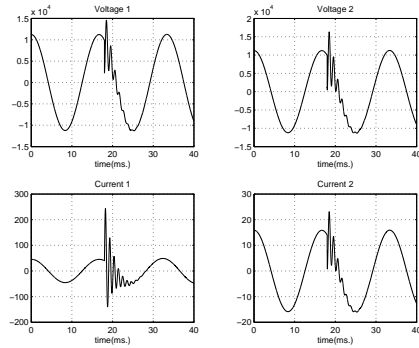 Voltage 1
x 10^4
1.5
1
0.5
0
−0.5
−1
−1.5
0 10 20 30 40
time(ms.)
Voltage 2
x 10^4
2
1.5
1
0.5
0
−0.5
−1
−1.5
0 10 20 30 40
time(ms.)
Current 1
300
200
100
0
−100
−200
0 10 20 30 40
time(ms.)
Current 2
30
20
10
0
−10
−20
0 10 20 30 40
time(ms.)